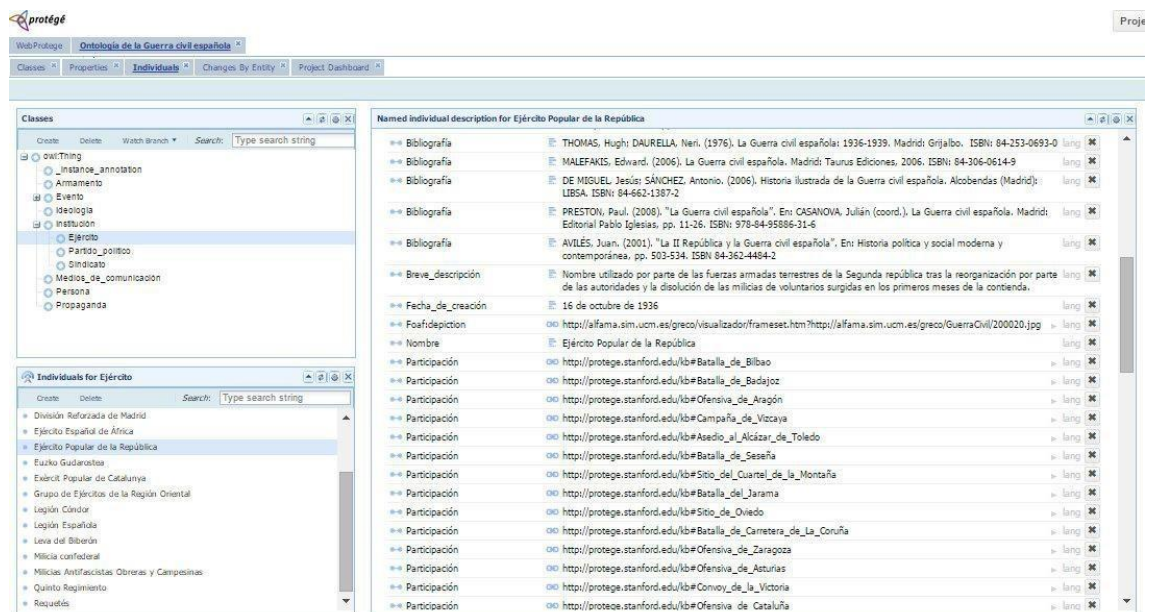 protégé
Proje
WebProtege Ontología de la Guerra civil española
Classes Properties Individuals Changes By Entity Project Dashboard
Classes
Create Delete Watch Branch Search: Type search string
owl:Thing
_instance_annotation
Armamento
Evento
Ideología
Institución
Ejército
Partido_político
Sindicato
Medios_de_comunicación
Persona
Propaganda
Individuals for Ejército
Create Delete Search: Type search string
División Reforzada de Madrid
Ejército Español de África
Ejército Popular de la República
Euzko Gudarostea
Exèrcit Popular de Catalunya
Grupo de Ejércitos de la Región Oriental
Legión Cóndor
Legión Española
Leva del Biberón
Milicia confederal
Milicias Antifascistas Obreras y Campesinas
Quinto Regimiento
Requetés
Named individual description for Ejército Popular de la República
Bibliografía THOMAS, Hugh; DAURELLA, Neri. (1976). La Guerra civil española: 1936-1939. Madrid: Grijalbo. ISBN: 84-253-0693-0 lang
Bibliografía MALEFAKIS, Edward. (2006). La Guerra civil española. Madrid: Taurus Ediciones, 2006. ISBN: 84-306-0614-9 lang
Bibliografía DE MIGUEL, Jesús; SÁNCHEZ, Antonio. (2006). Historia ilustrada de la Guerra civil española. Alcobendas (Madrid): lang
LIBSA. ISBN: 84-662-1387-2
Bibliografía PRESTON, Paul. (2008). "La Guerra civil española". En: CASANOVA, Julián (coord.). La Guerra civil española. Madrid: lang
Editorial Pablo Iglesias, pp. 11-26. ISBN: 978-84-95886-31-6
Bibliografía AVILÉS, Juan. (2001). "La II República y la Guerra civil española". En: Historia política y social moderna y lang
contemporánea, pp. 503-534. ISBN 84-362-4484-2
Breve_descripción Nombre utilizado por parte de las fuerzas armadas terrestres de la Segunda república tras la reorganización por parte lang
de las autoridades y la disolución de las milicias de voluntarios surgidas en los primeros meses de la contienda.
Fecha_de_creación 16 de octubre de 1936 lang
Foaf:depiction http://alfama.sim.ucm.es/greco/visualizador/frameset.htm?http://alfama.sim.ucm.es/greco/GuerraCivil/200020.jpg lang
Nombre Ejército Popular de la República lang
Participación http://protege.stanford.edu/kb#Batalla_de_Bilbao lang
Participación http://protege.stanford.edu/kb#Batalla_de_Badajoz lang
Participación http://protege.stanford.edu/kb#Ofensiva_de_Aragón lang
Participación http://protege.stanford.edu/kb#Campaña_de_Vizcaya lang
Participación http://protege.stanford.edu/kb#Asedio_al_Alcázar_de_Toledo lang
Participación http://protege.stanford.edu/kb#Batalla_de_Seseña lang
Participación http://protege.stanford.edu/kb#Sitio_del_Cuartel_de_la_Montaña lang
Participación http://protege.stanford.edu/kb#Batalla_del_Jarama lang
Participación http://protege.stanford.edu/kb#Sitio_de_Oviedo lang
Participación http://protege.stanford.edu/kb#Batalla_de_Carretera_de_La_Coruña lang
Participación http://protege.stanford.edu/kb#Ofensiva_de_Zaragoza lang
Participación http://protege.stanford.edu/kb#Ofensiva_de_Asturias lang
Participación http://protege.stanford.edu/kb#Convoy_de_la_Victoria lang
Participación http://protege.stanford.edu/kb#Ofensiva_de_Cataluña lang